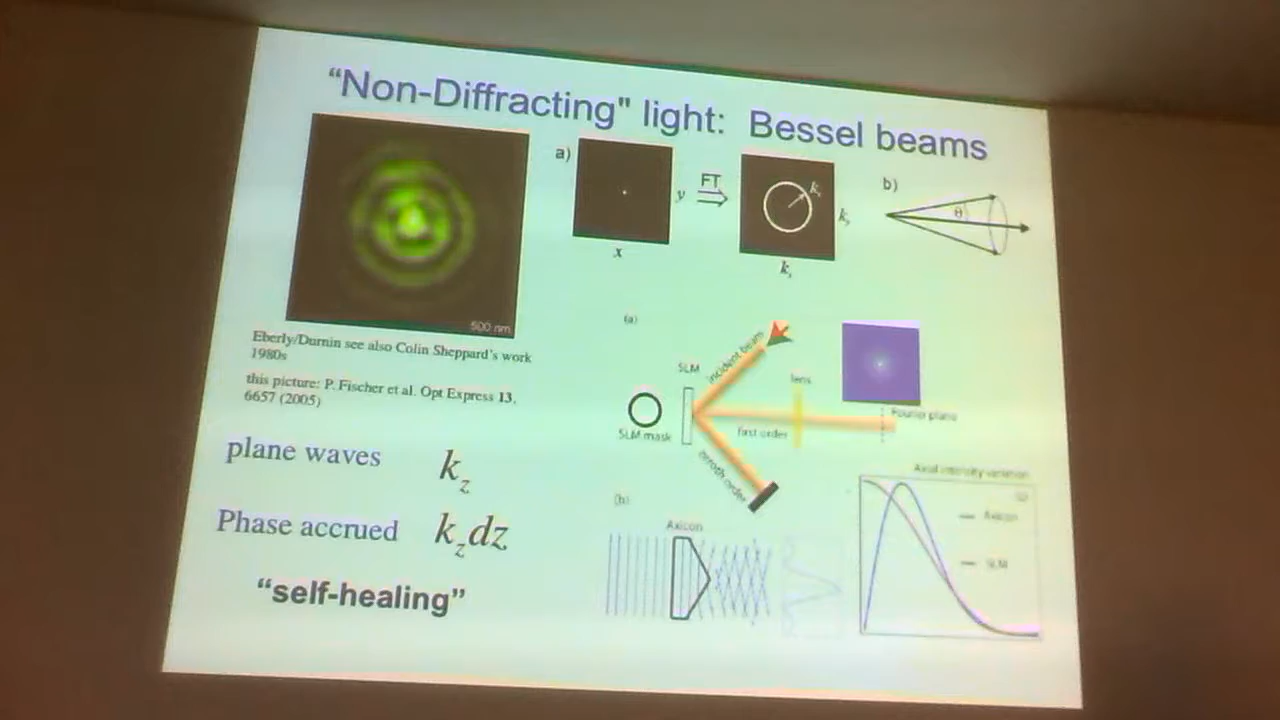 “Non-Diffracting" light: Bessel beams
a)
y
FT
x
k
k
k
b)
θ
500 nm
Eberly/Durnin see also Colin Sheppard's work
1980s
this picture: P. Fischer et al. Opt Express 13,
6657 (2005)
plane waves k_z
Phase accrued k_z dz
“self-healing”
(a)
SLM
incident beam
lens
Fourier plane
SLM mask
first order
zeroth order
(b)
Axicon
Axial intensity variation
Axicon
SLM